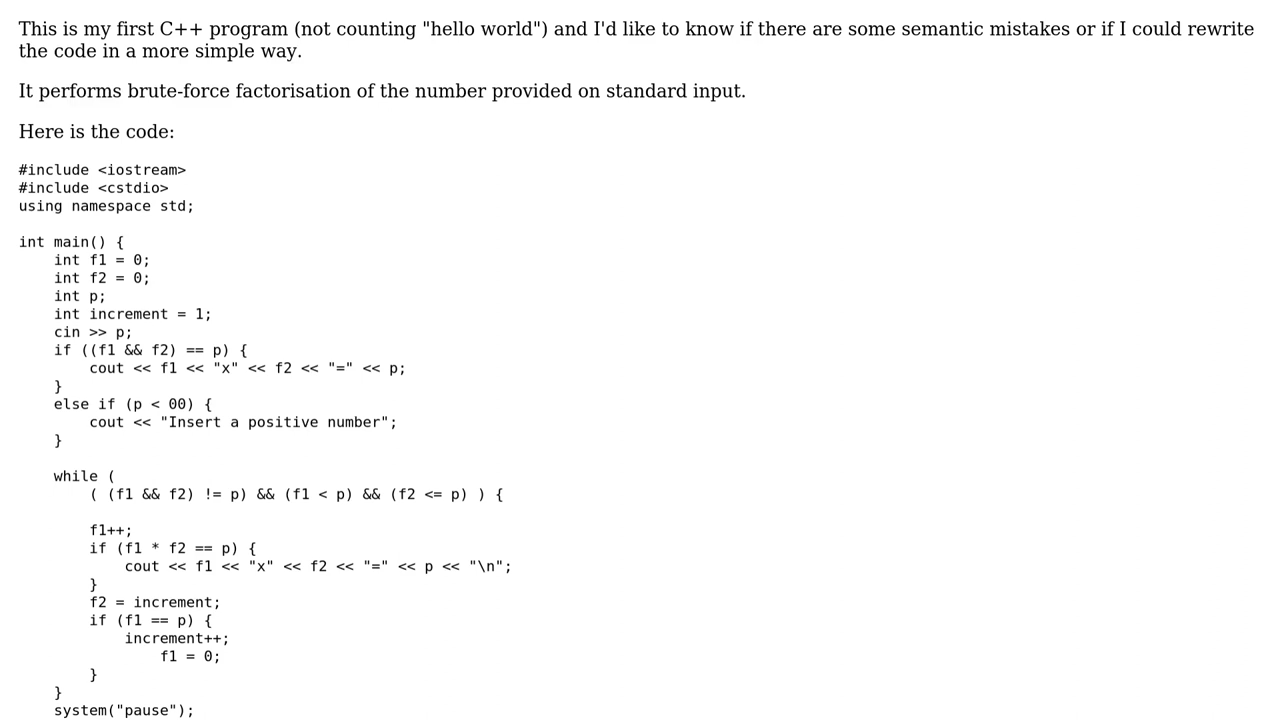 This is my first C++ program (not counting "hello world") and I'd like to know if there are some semantic mistakes or if I could rewrite
the code in a more simple way.
It performs brute-force factorisation of the number provided on standard input.
Here is the code:
#include <iostream>
#include <cstdio>
using namespace std;
int main() {
    int f1 = 0;
    int f2 = 0;
    int p;
    int increment = 1;
    cin >> p;
    if ((f1 && f2) == p) {
        cout << f1 << "x" << f2 << "=" << p;
    }
    else if (p < 00) {
        cout << "Insert a positive number";
    }
    while (
        ( (f1 && f2) != p) && (f1 < p) && (f2 <= p) ) {
        f1++;
        if (f1 * f2 == p) {
            cout << f1 << "x" << f2 << "=" << p << "\n";
        }
        f2 = increment;
        if (f1 == p) {
            increment++;
                f1 = 0;
        }
    }
    system("pause");